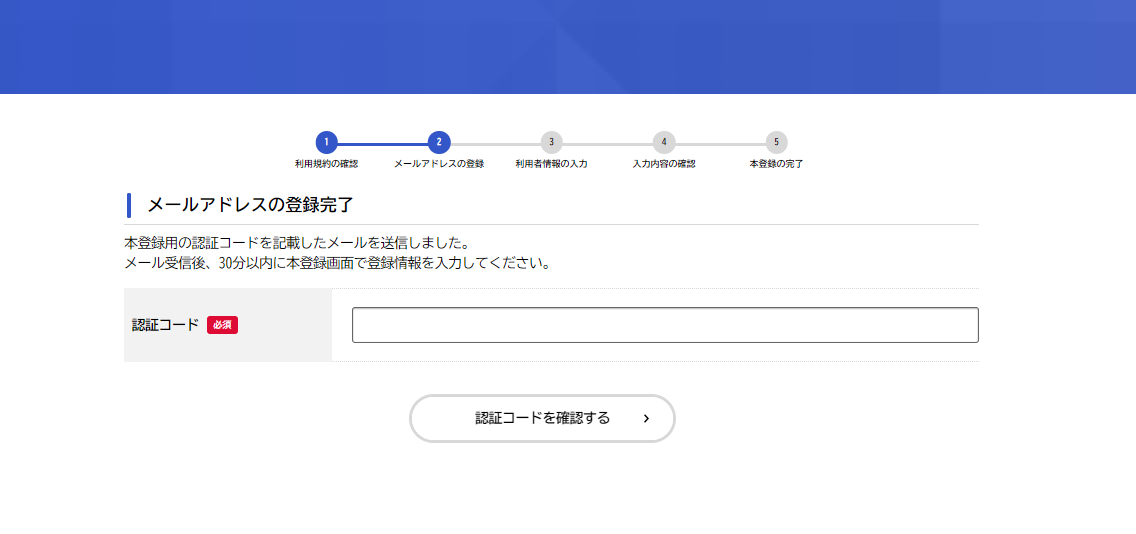 1
2
3
4
5
利用規約の確認
メールアドレスの登録
利用者情報の入力
入力内容の確認
本登録の完了
メールアドレスの登録完了
本登録用の認証コードを記載したメールを送信しました。
メール受信後、30分以内に本登録画面で登録情報を入力してください。
認証コード 必須
認証コードを確認する